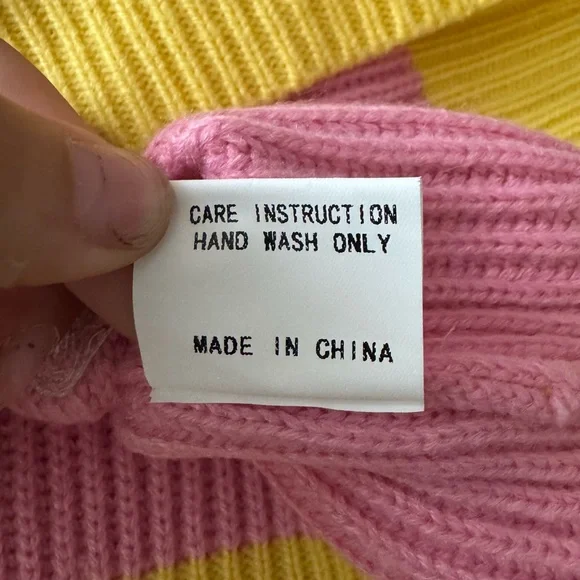 CARE INSTRUCTION
HAND WASH ONLY
MADE IN CHINA